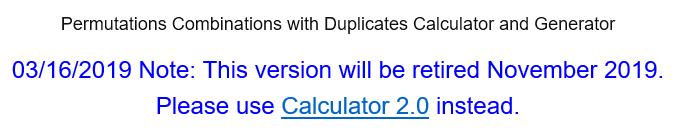 Permutations Combinations with Duplicates Calculator and Generator
03/16/2019 Note: This version will be retired November 2019.
Please use Calculator 2.0 instead.